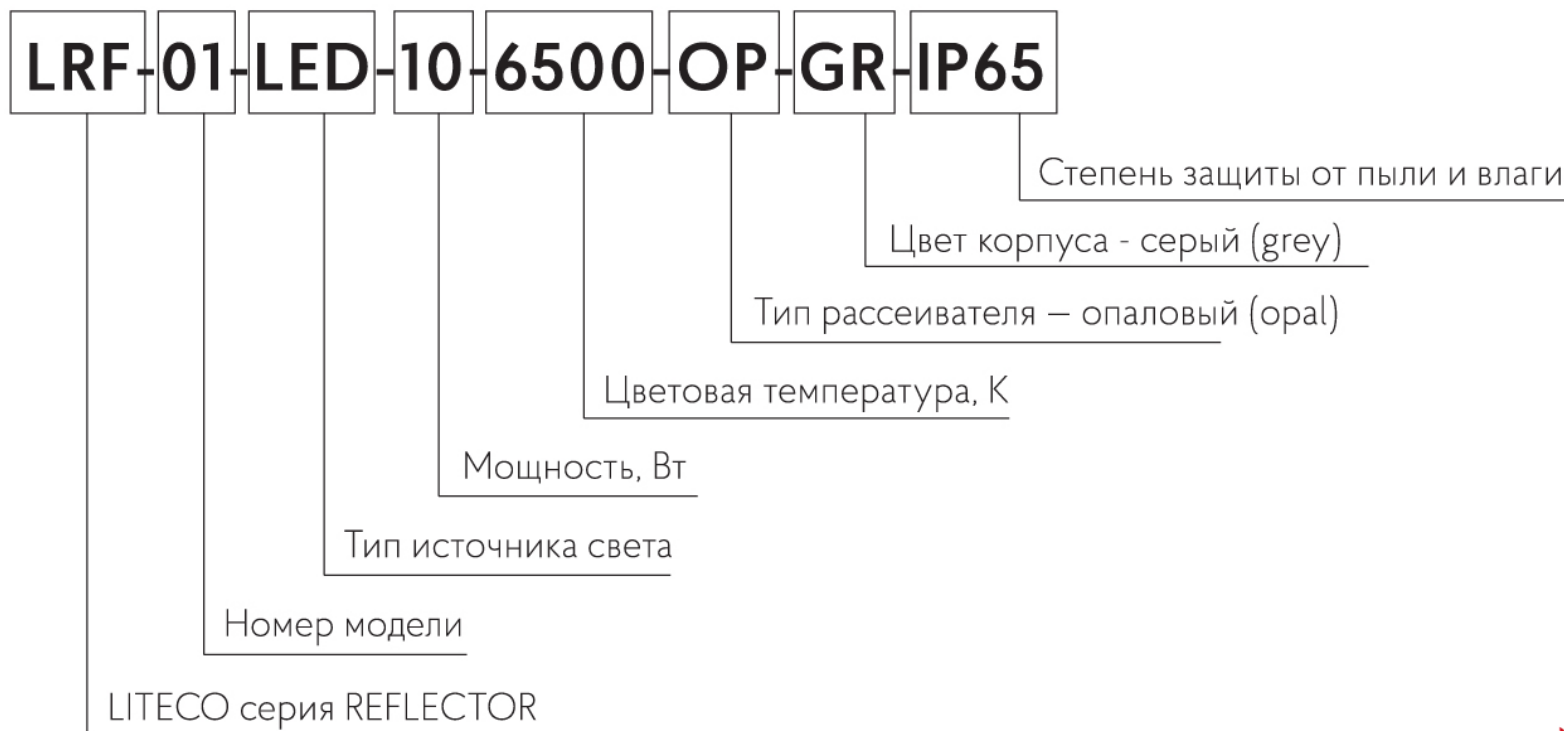 LRF-01-LED-10-6500-OP-GR-IP65
Степень защиты от пыли и влаги
Цвет корпуса - серый (grey)
Тип рассеивателя – опаловый (opal)
Цветовая температура, К
Мощность, Вт
Тип источника света
Номер модели
LITECO серия REFLECTOR